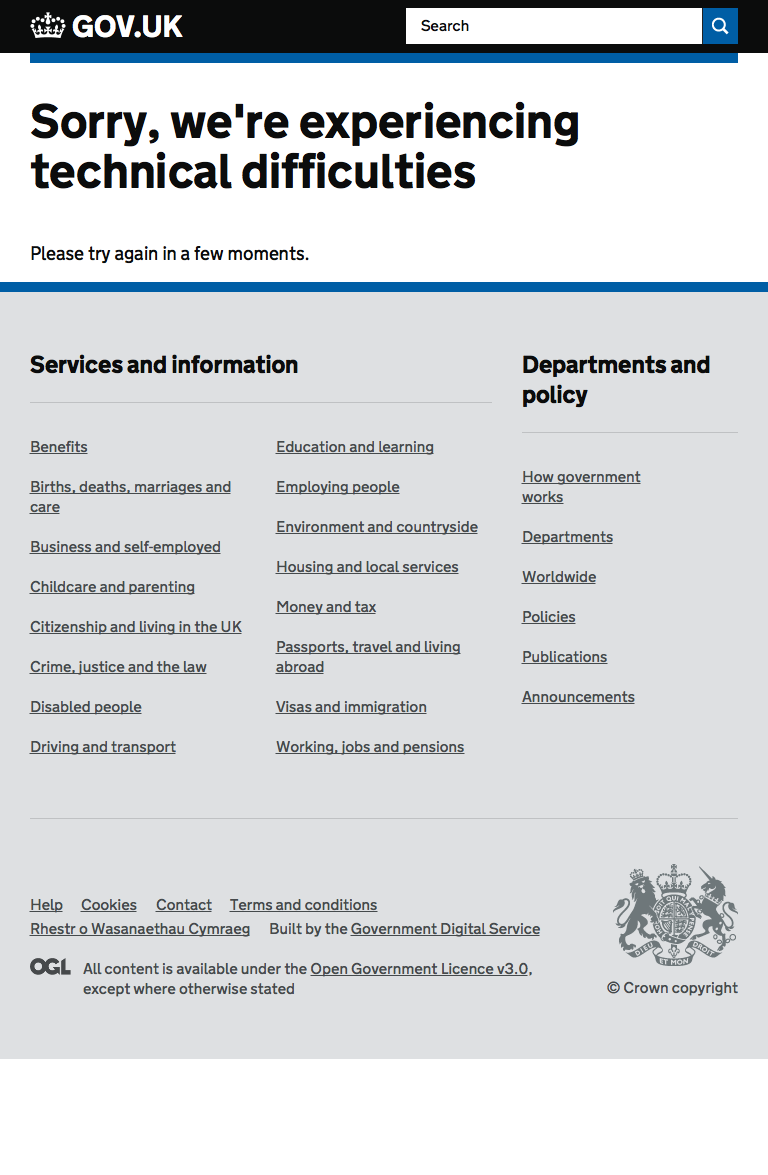 GOV.UK
Search
Sorry, we're experiencing
technical difficulties
Please try again in a few moments.
Services and information
Benefits
Births, deaths, marriages and
care
Business and self-employed
Childcare and parenting
Citizenship and living in the UK
Crime, justice and the law
Disabled people
Driving and transport
Education and learning
Employing people
Environment and countryside
Housing and local services
Money and tax
Passports, travel and living
abroad
Visas and immigration
Working, jobs and pensions
Departments and
policy
How government
works
Departments
Worldwide
Policies
Publications
Announcements
Help Cookies Contact Terms and conditions
Rhestr o Wasanaethau Cymraeg Built by the Government Digital Service
OGL All content is available under the Open Government Licence v3.0,
except where otherwise stated
DIEU ET MON DROIT
© Crown copyright